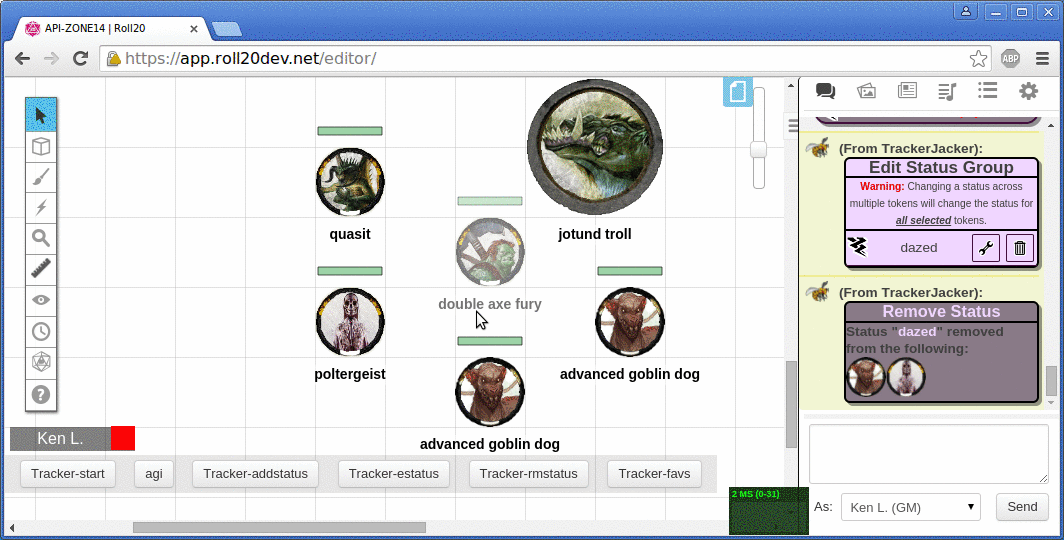 API-ZONE14 | Roll20
https://app.roll20dev.net/editor/
ABP
quasit
jotund troll
double axe fury
poltergeist
advanced goblin dog
advanced goblin dog
Ken L.
Tracker-start
agi
Tracker-addstatus
Tracker-estatus
Tracker-rmstatus
Tracker-favs
2 MS (0-31)
(From TrackerJacker):
Edit Status Group
Warning: Changing a status across
multiple tokens will change the status for
all selected tokens.
dazed
(From TrackerJacker):
Remove Status
Status "dazed" removed
from the following:
As:
Ken L. (GM)
Send